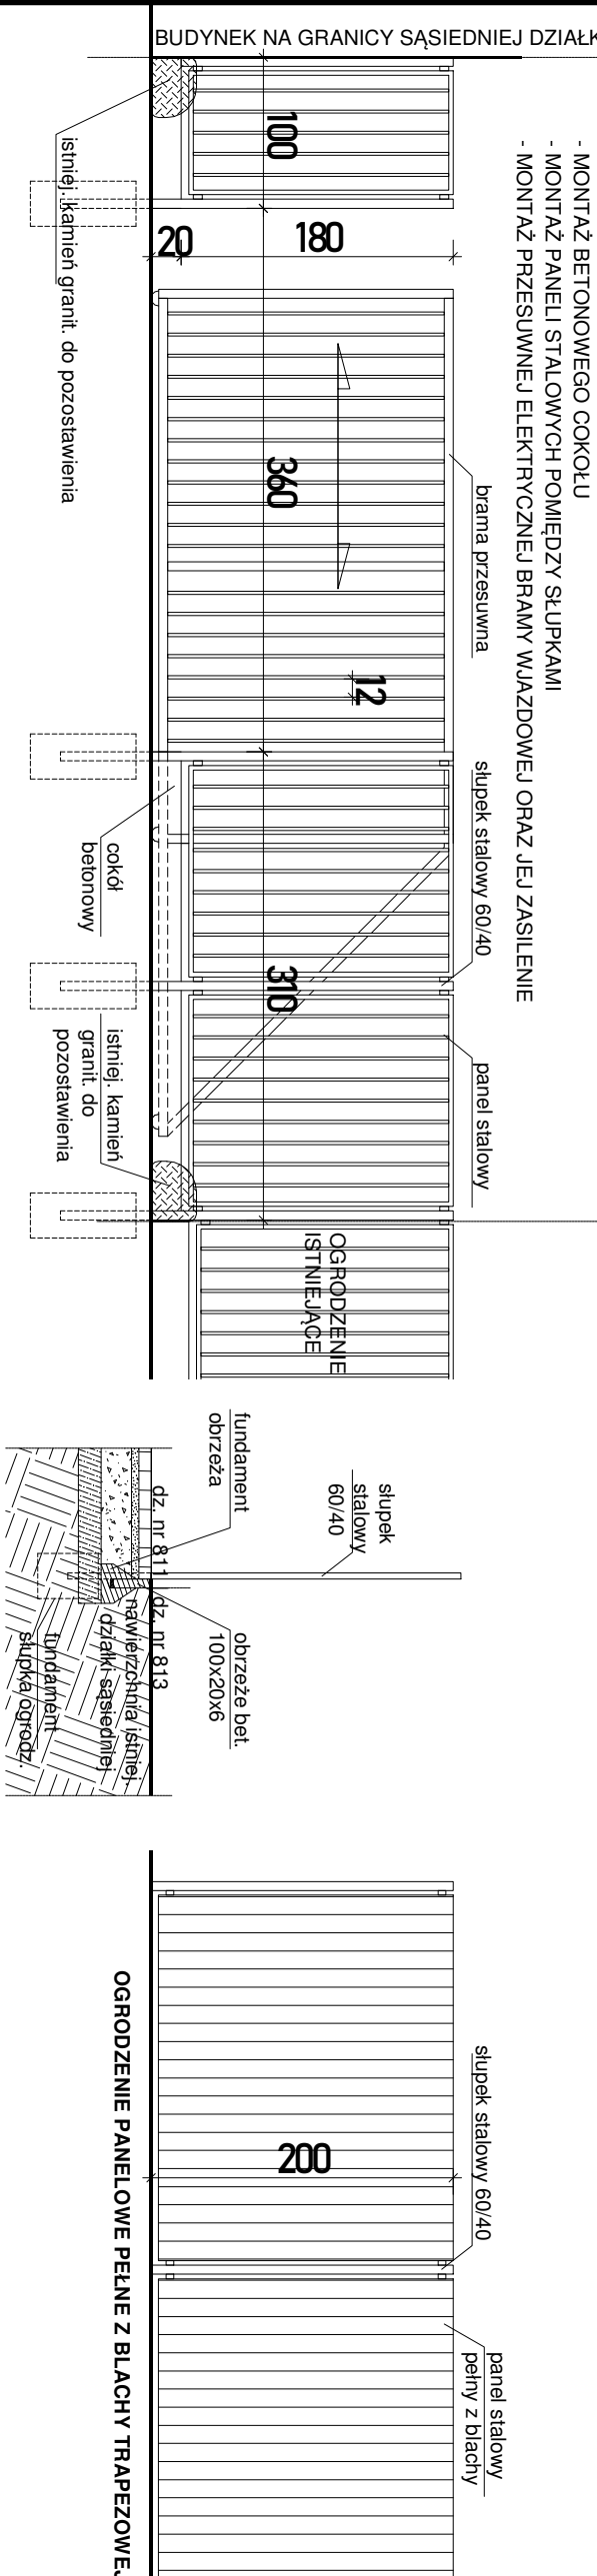 BUDYNEK NA GRANICY SĄSIEDNIEJ DZIAŁK
- MONTAŻ BETONOWEGO COKOŁU
- MONTAŻ PANELI STALOWYCH POMIĘDZY SŁUPKAMI
- MONTAŻ PRZESUWNEJ ELEKTRYCZNEJ BRAMY WJAZDOWEJ ORAZ JEJ ZASILENIE
100
istniej. kamień granit. do pozostawienia
20
180
brama przesuwna
360
12
słupek stalowy 60/40
cokół
betonowy
310
panel stalowy
istniej. kamień
granit. do
pozostawienia
OGRODZENIE
ISTNIEJĄCE
słupek
stalowy
60/40
fundament
obrzeża
obrzeże bet.
100x20x6
dz. nr 811
dz. nr 813
nawierzchnia istniej.
działki sąsiedniej
fundament
słupka ogrodz.
słupek stalowy 60/40
200
panel stalowy
pełny z blachy
OGRODZENIE PANELOWE PEŁNE Z BLACHY TRAPEZOWEJ